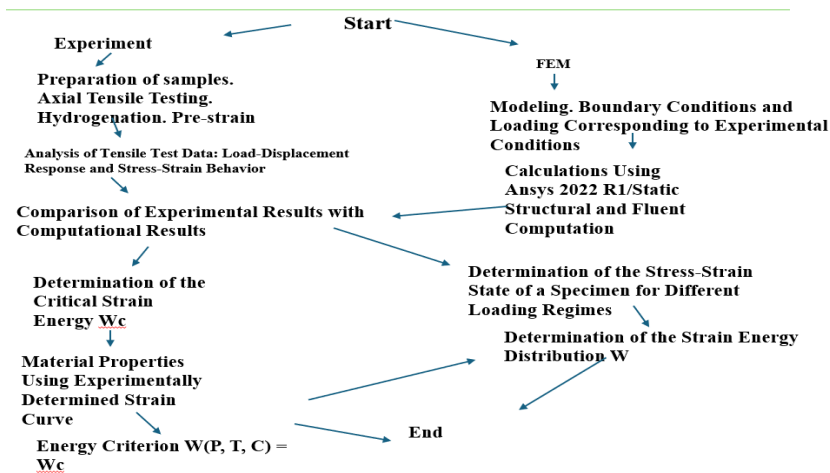 Start
Experiment
FEM
Preparation of samples.
Axial Tensile Testing.
Hydrogenation. Pre-strain
Modeling. Boundary Conditions and
Loading Corresponding to Experimental
Conditions
Analysis of Tensile Test Data: Load-Displacement
Response and Stress-Strain Behavior
Calculations Using
Ansys 2022 R1/Static
Structural and Fluent
Computation
Comparison of Experimental Results with
Computational Results
Determination of the
Critical Strain
Energy Wc
Determination of the Stress-Strain
State of a Specimen for Different
Loading Regimes
Determination of the Strain Energy
Distribution W
Material Properties
Using Experimentally
Determined Strain
Curve
End
Energy Criterion W(P, T, C) =
Wc